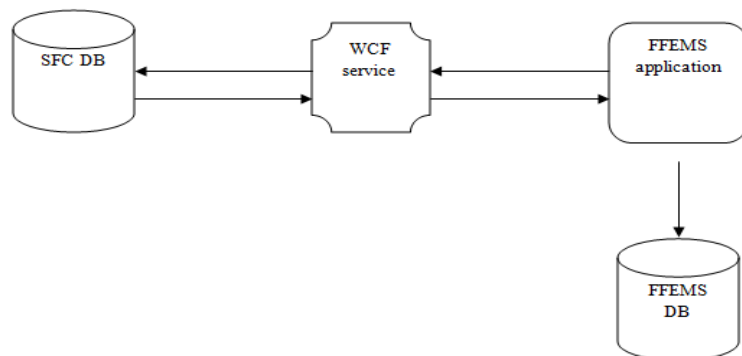 SFC DB
WCF
service
FFEMS
application
FFEMS
DB